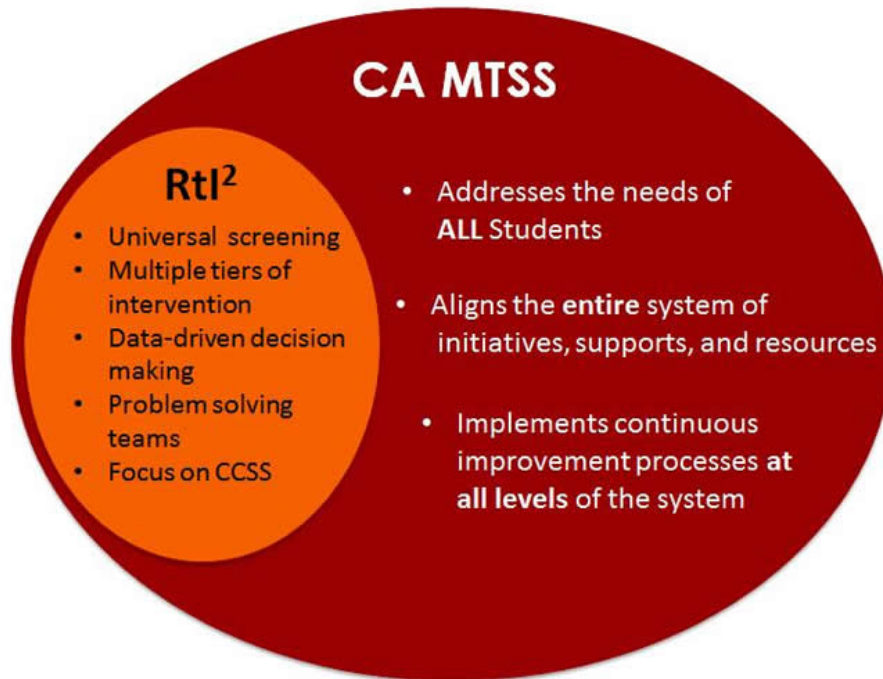 CA MTSS
RtI²
• Universal screening
• Multiple tiers of
intervention
• Data-driven decision
making
• Problem solving
teams
• Focus on CCSS
• Addresses the needs of
ALL Students
• Aligns the entire system of
initiatives, supports, and resources
• Implements continuous
improvement processes at
all levels of the system